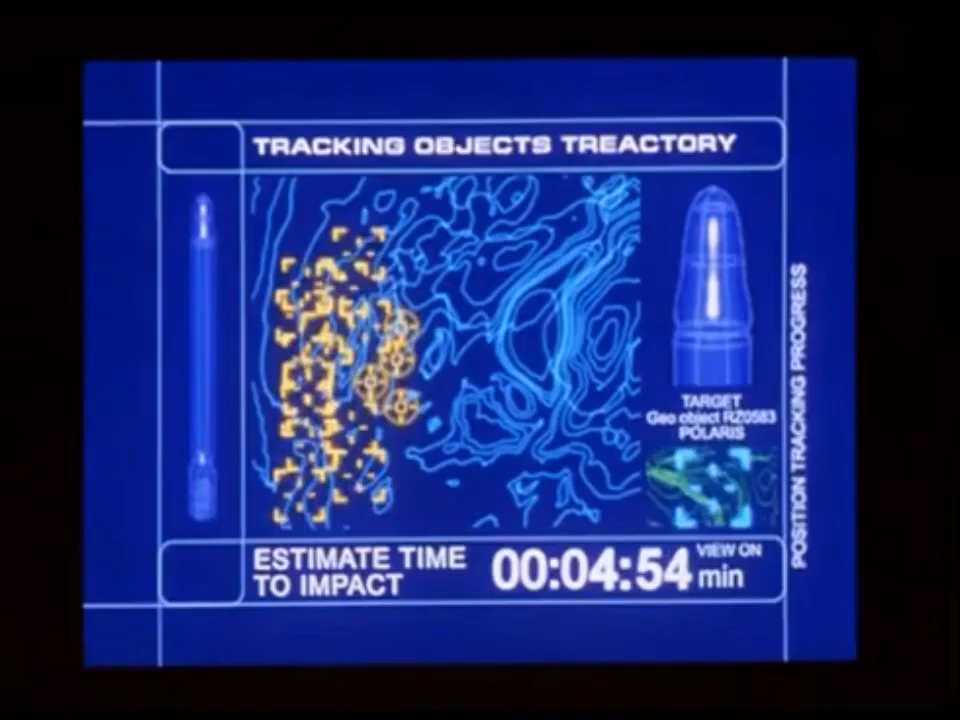 TRACKING OBJECTS TREACTORY
TARGET
Geo object RZ0583
POLARIS
POSITION TRACKING PROGRESS
ESTIMATE TIME
TO IMPACT
00:04:54
VIEW ON
min